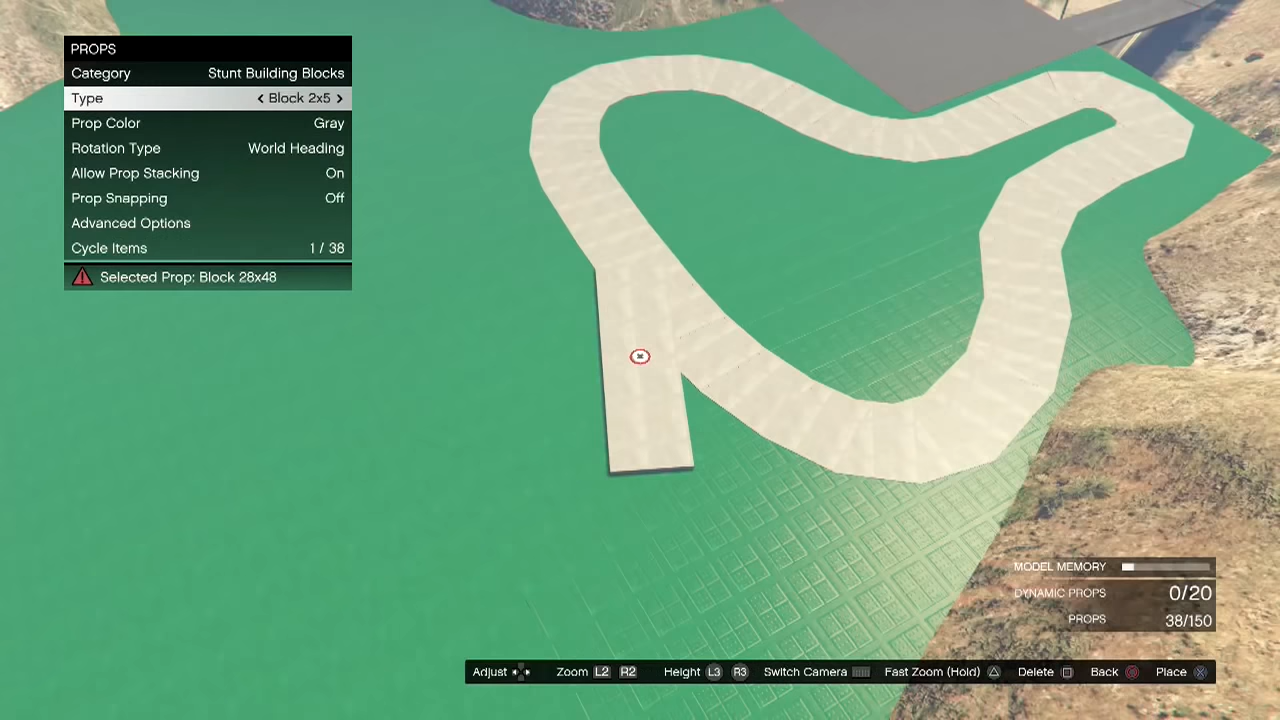 PROPS
Category Stunt Building Blocks
Type < Block 2x5 >
Prop Color Gray
Rotation Type World Heading
Allow Prop Stacking On
Prop Snapping Off
Advanced Options
Cycle Items 1 / 38
Selected Prop: Block 28x48
MODEL MEMORY
DYNAMIC PROPS 0/20
PROPS 38/150
Adjust Zoom L2 R2 Height L3 R3 Switch Camera Fast Zoom (Hold) Delete Back Place